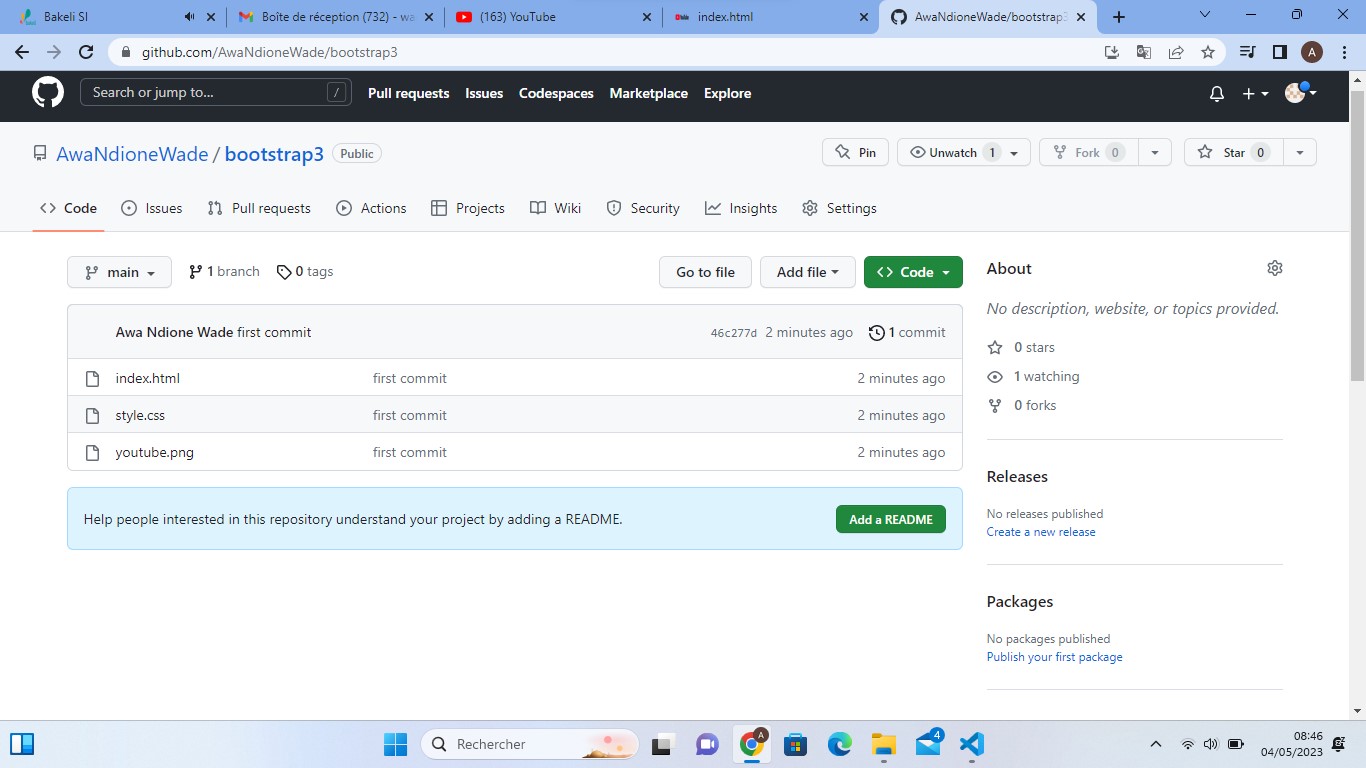 Bakeli SI
Boîte de réception (732) - wa
(163) YouTube
index.html
AwaNdioneWade/bootstrap3
github.com/AwaNdioneWade/bootstrap3
A
Search or jump to...
/
Pull requests
Issues
Codespaces
Marketplace
Explore
AwaNdioneWade / bootstrap3
Public
Pin
Unwatch 1
Fork 0
Star 0
Code
Issues
Pull requests
Actions
Projects
Wiki
Security
Insights
Settings
main
1 branch
0 tags
Go to file
Add file
Code
Awa Ndione Wade first commit
46c277d 2 minutes ago
1 commit
index.html first commit 2 minutes ago
style.css first commit 2 minutes ago
youtube.png first commit 2 minutes ago
Help people interested in this repository understand your project by adding a README.
Add a README
About
No description, website, or topics provided.
0 stars
1 watching
0 forks
Releases
No releases published
Create a new release
Packages
No packages published
Publish your first package
Rechercher
A
4
08:46
04/05/2023